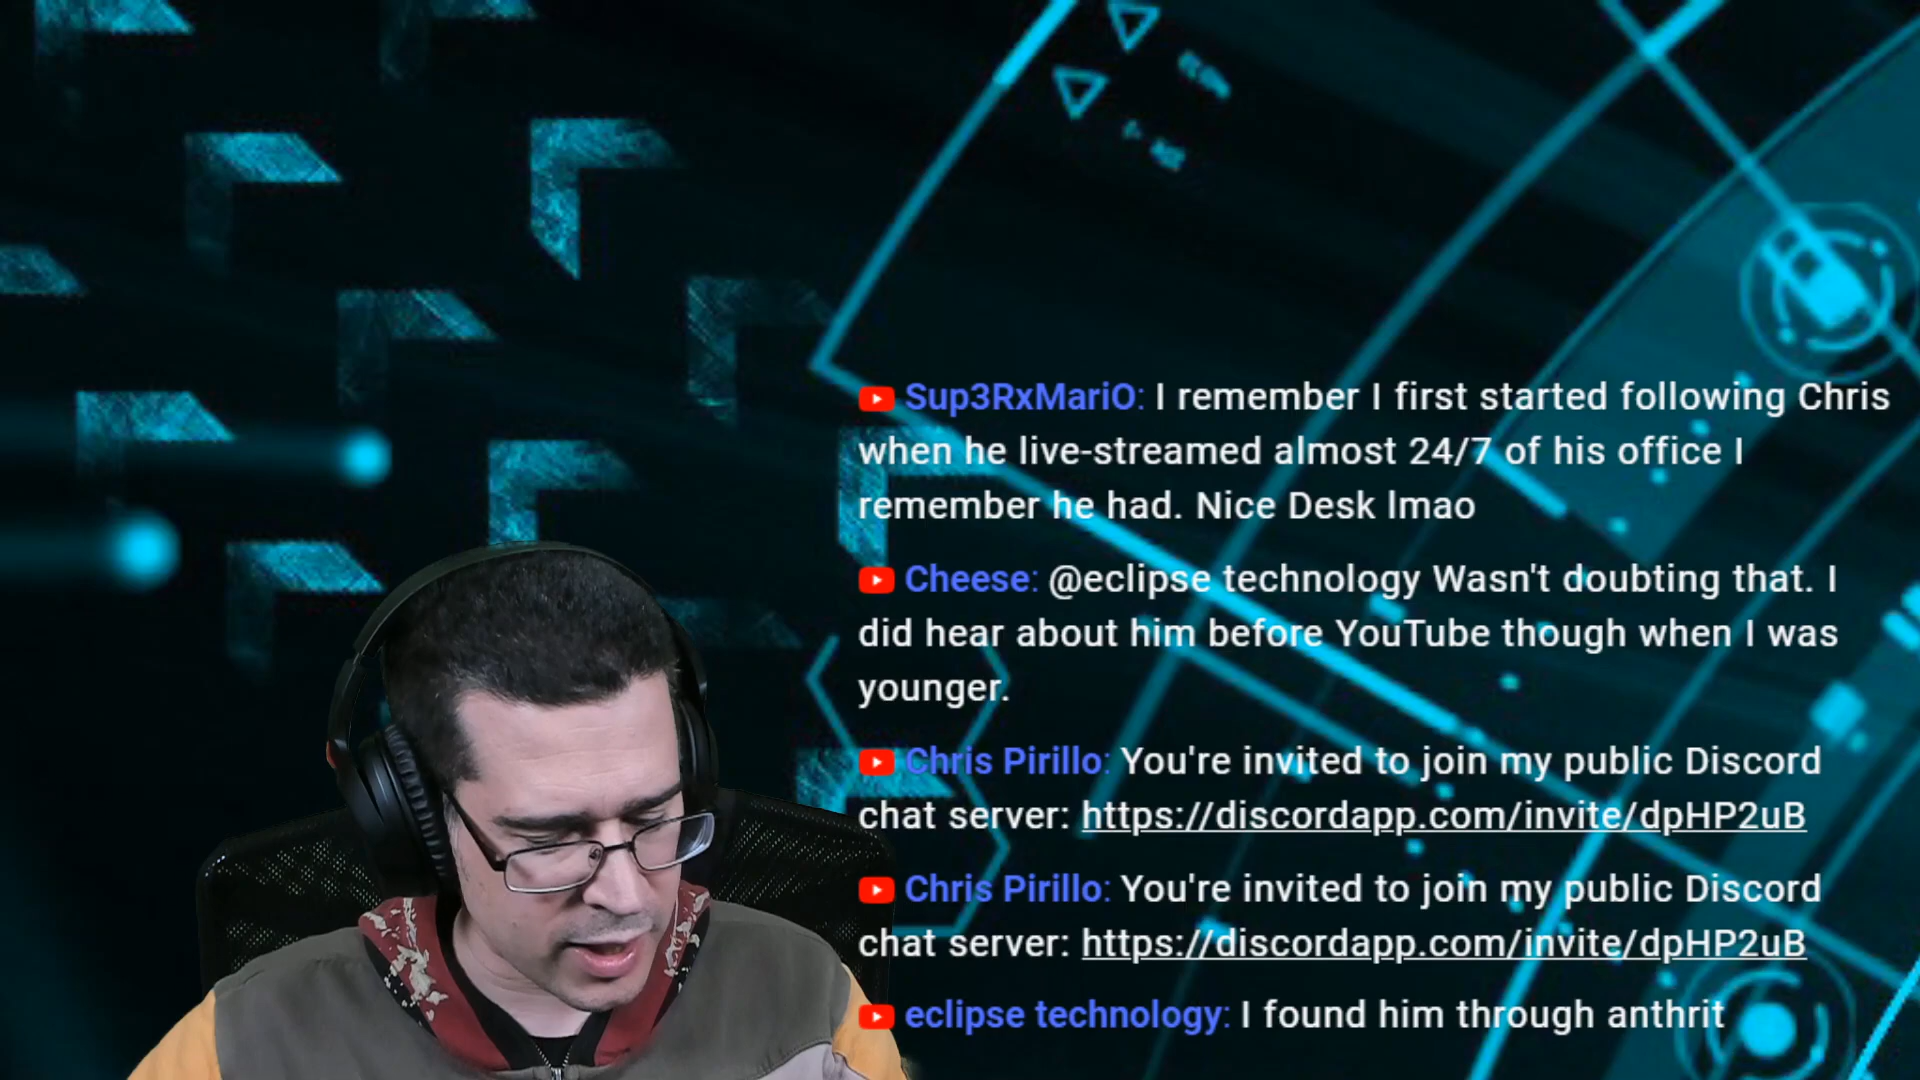 Sup3RxMariO: I remember I first started following Chris
when he live-streamed almost 24/7 of his office I
remember he had. Nice Desk lmao
Cheese: @eclipse technology Wasn't doubting that. I
did hear about him before YouTube though when I was
younger.
Chris Pirillo: You're invited to join my public Discord
chat server: https://discordapp.com/invite/dpHP2uB
Chris Pirillo: You're invited to join my public Discord
chat server: https://discordapp.com/invite/dpHP2uB
eclipse technology: I found him through anthrit